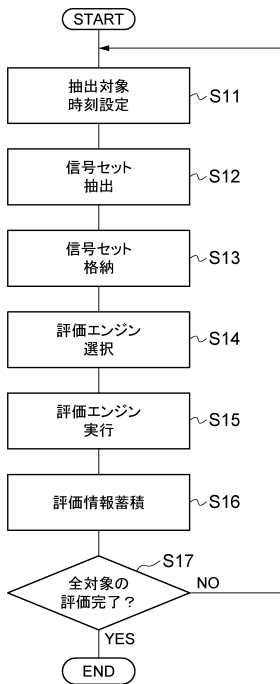 START
抽出対象
時刻設定
S11
信号セット
抽出
S12
信号セット
格納
S13
評価エンジン
選択
S14
評価エンジン
実行
S15
評価情報蓄積
S16
S17
全対象の
評価完了？
NO
YES
END